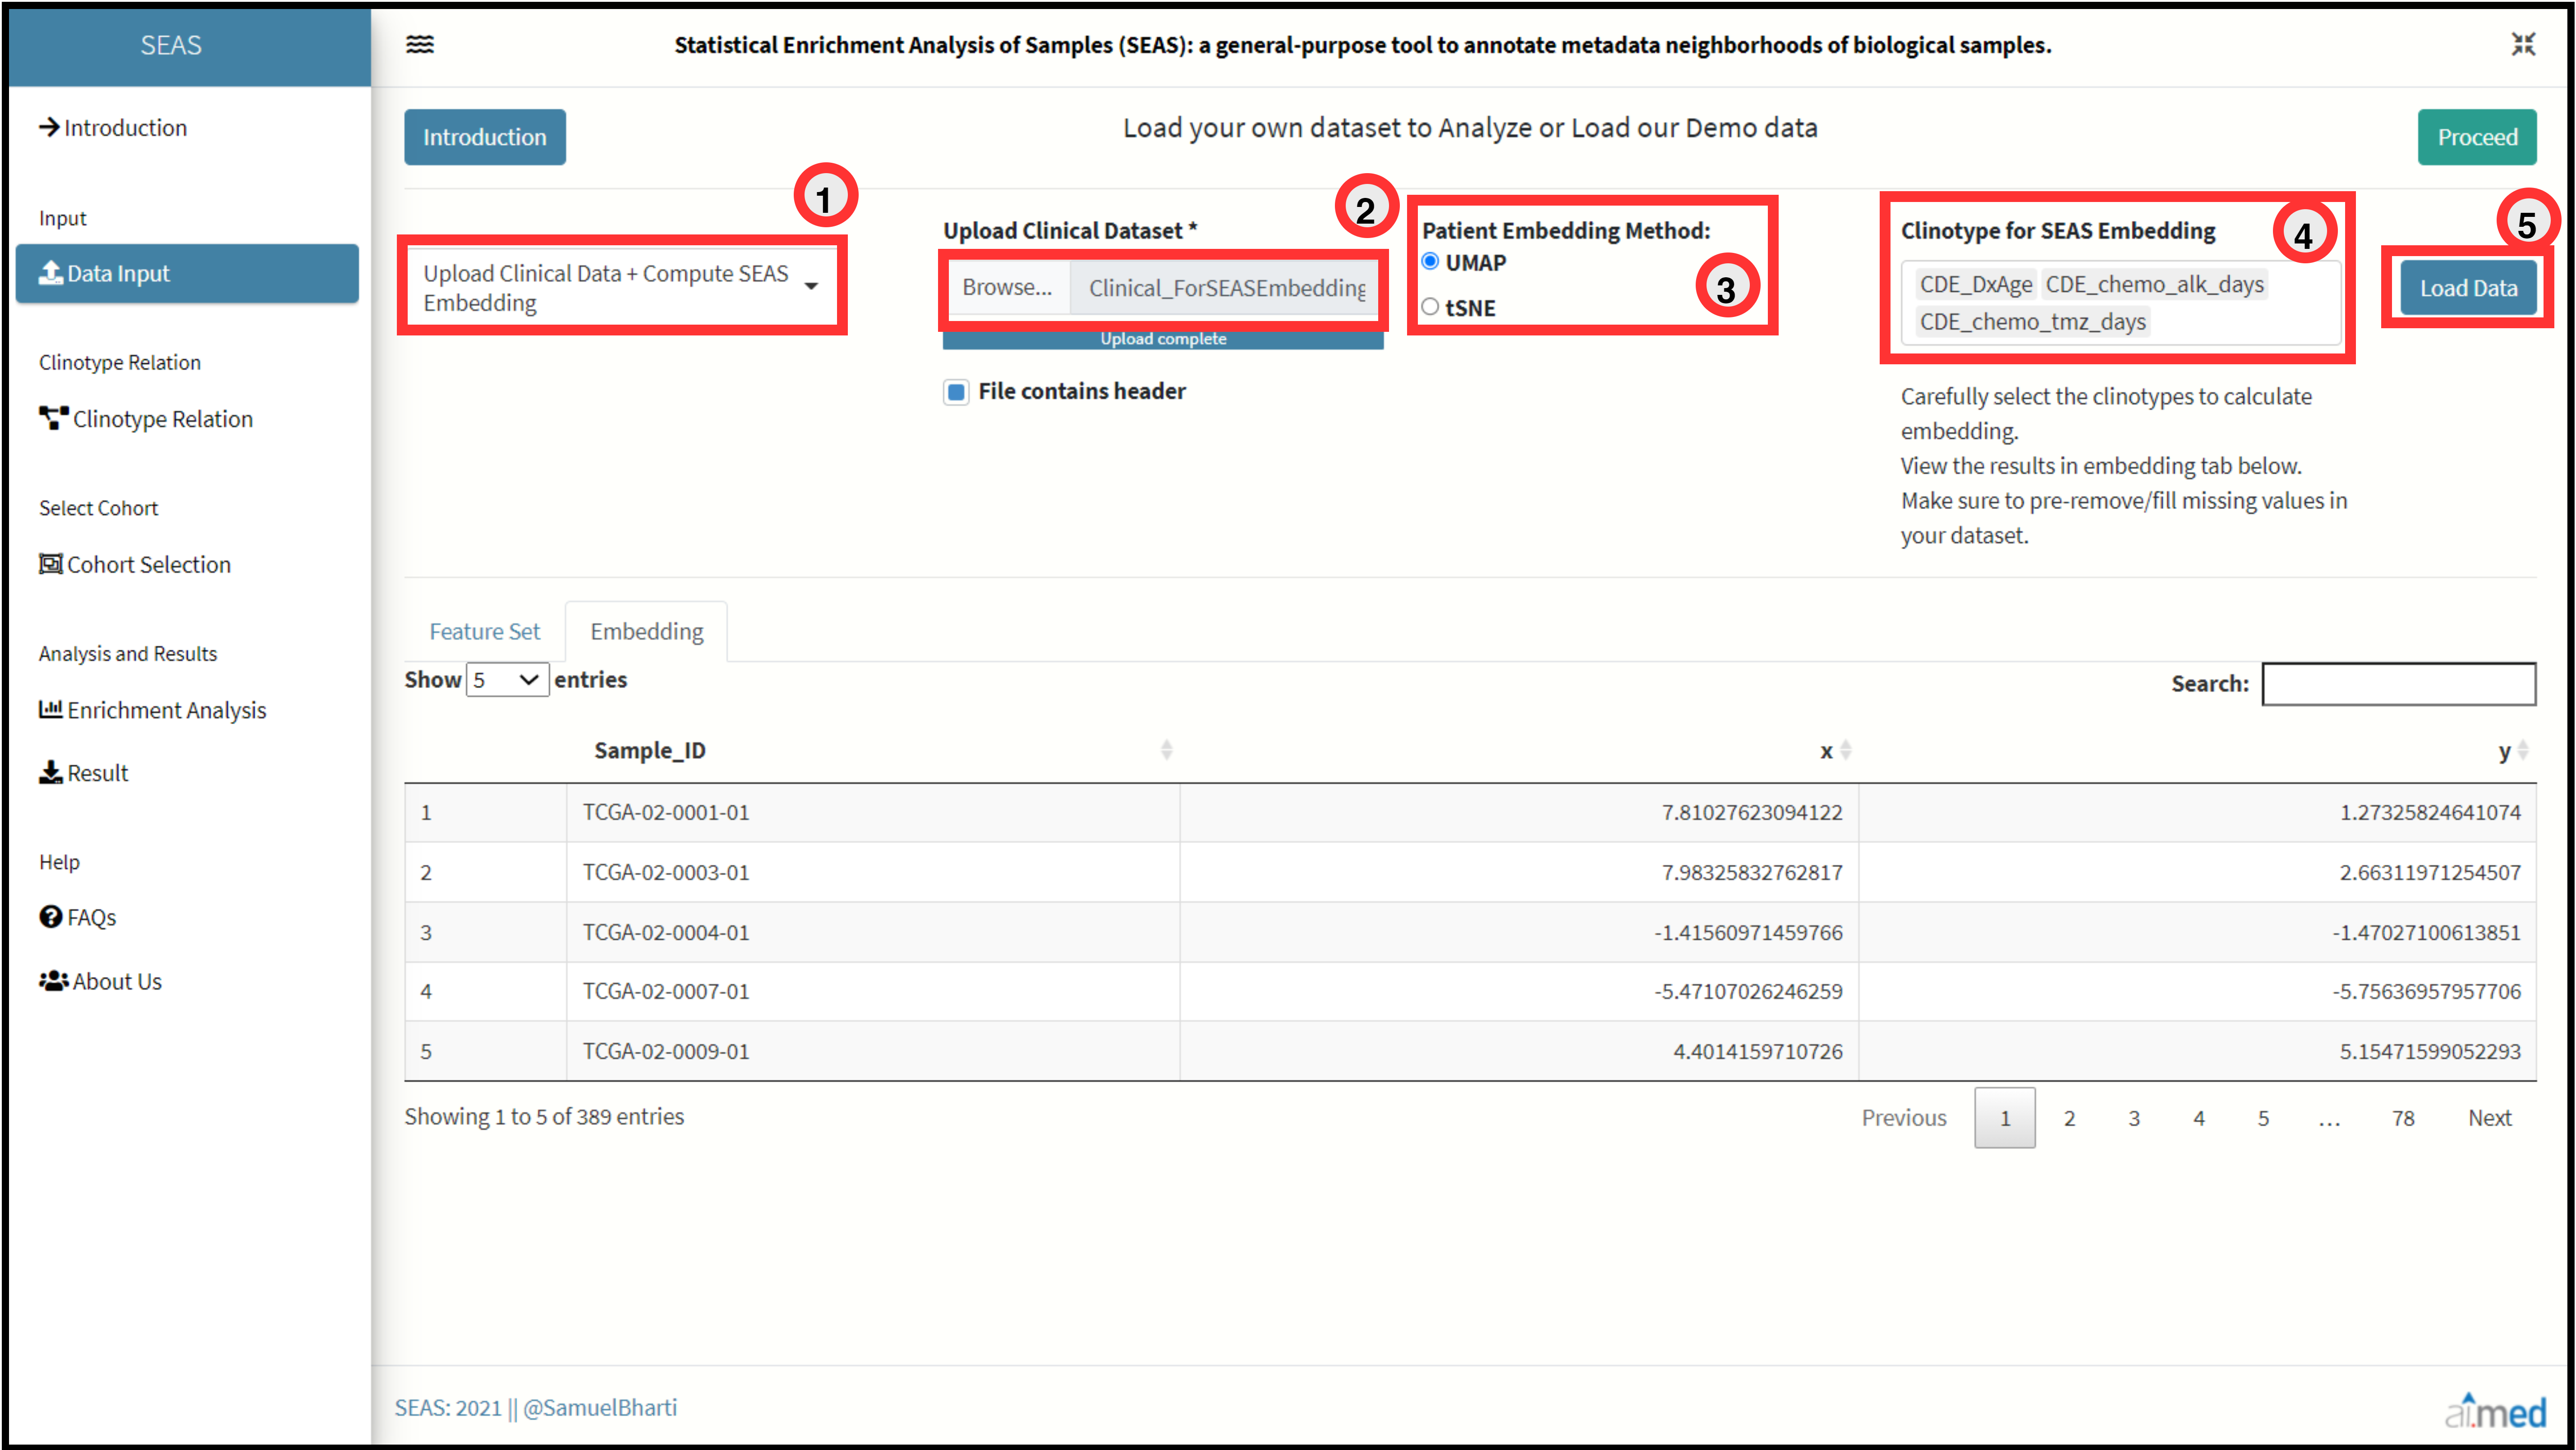 SEAS
Statistical Enrichment Analysis of Samples (SEAS): a general-purpose tool to annotate metadata neighborhoods of biological samples.
Introduction
Input
Data Input
Clinotype Relation
Clinotype Relation
Select Cohort
Cohort Selection
Analysis and Results
Enrichment Analysis
Result
Help
FAQs
About Us
Introduction
Load your own dataset to Analyze or Load our Demo data
Proceed
1
Upload Clinical Data + Compute SEAS
Embedding
2
Upload Clinical Dataset *
Browse... Clinical_ForSEASEmbedding
Upload complete
File contains header
Patient Embedding Method:
UMAP
3
tSNE
Clinotype for SEAS Embedding
4
CDE_DxAge CDE_chemo_alk_days
CDE_chemo_tmz_days
5
Load Data
Carefully select the clinotypes to calculate
embedding.
View the results in embedding tab below.
Make sure to pre-remove/fill missing values in
your dataset.
Feature Set Embedding
Show 5 entries
Search:
Sample_ID x y
1 TCGA-02-0001-01 7.81027623094122 1.27325824641074
2 TCGA-02-0003-01 7.98325832762817 2.66311971254507
3 TCGA-02-0004-01 -1.41560971459766 -1.47027100613851
4 TCGA-02-0007-01 -5.47107026246259 -5.75636957957706
5 TCGA-02-0009-01 4.4014159710726 5.15471599052293
Showing 1 to 5 of 389 entries
Previous 1 2 3 4 5 ... 78 Next
SEAS: 2021 || @SamuelBharti
ai.med